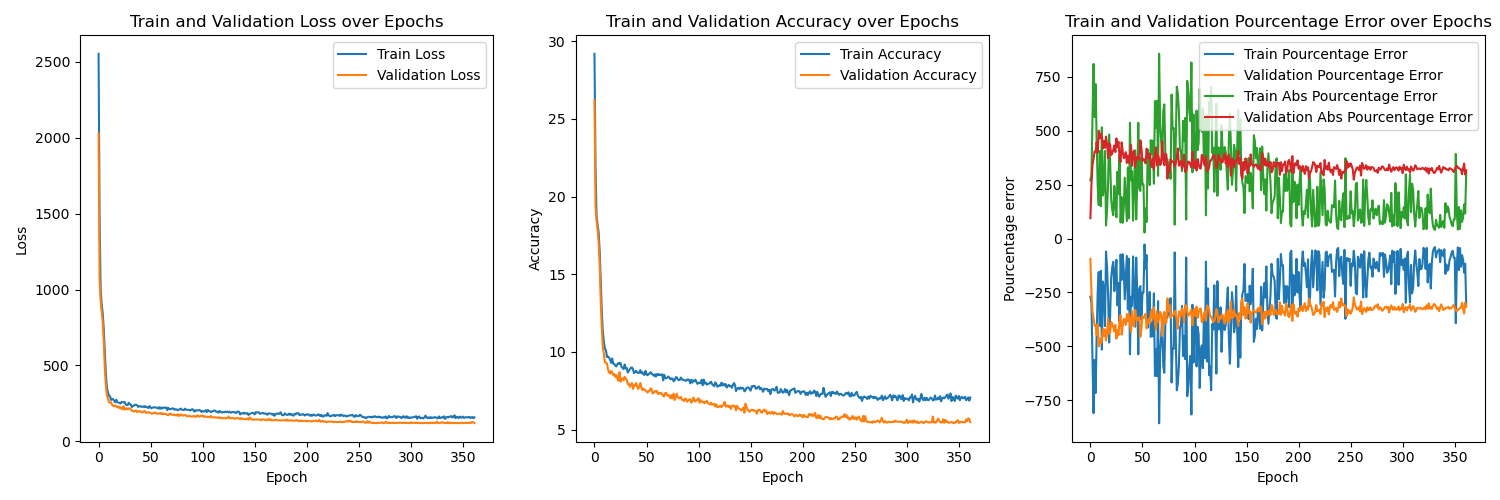 Train and Validation Loss over Epochs
Train Loss
Validation Loss
2500
2000
1500
1000
500
0
Loss
0 50 100 150 200 250 300 350
Epoch
Train and Validation Accuracy over Epochs
Train Accuracy
Validation Accuracy
30
25
20
15
10
5
Accuracy
0 50 100 150 200 250 300 350
Epoch
Train and Validation Pourcentage Error over Epochs
Train Pourcentage Error
Validation Pourcentage Error
Train Abs Pourcentage Error
Validation Abs Pourcentage Error
750
500
250
0
−250
−500
−750
Pourcentage error
0 50 100 150 200 250 300 350
Epoch